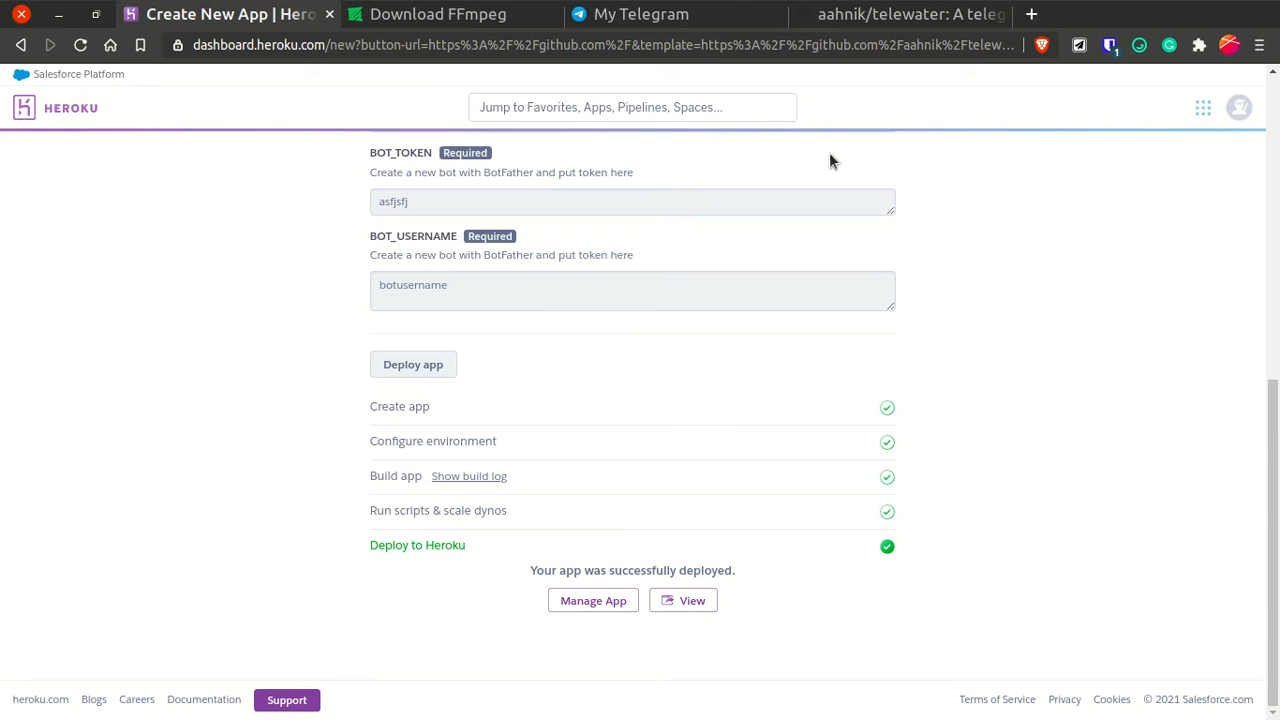 Create New App | Hero
Download FFmpeg
My Telegram
aahnik/telewater: A teleg
dashboard.heroku.com/new?button-url=https%3A%2F%2Fgithub.com%2F&template=https%3A%2F%2Fgithub.com%2Faahnik%2Ftelew...
1
Salesforce Platform
HEROKU
Jump to Favorites, Apps, Pipelines, Spaces...
BOT_TOKEN Required
Create a new bot with BotFather and put token here
asfjsfj
BOT_USERNAME Required
Create a new bot with BotFather and put token here
botusername
Deploy app
Create app
Configure environment
Build app Show build log
Run scripts & scale dynos
Deploy to Heroku
Your app was successfully deployed.
Manage App View
heroku.com Blogs Careers Documentation Support Terms of Service Privacy Cookies © 2021 Salesforce.com